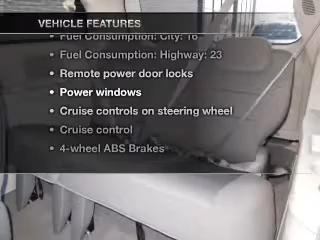 VEHICLE FEATURES
• Fuel Consumption: City: 16
• Fuel Consumption: Highway: 23
• Remote power door locks
• Power windows
• Cruise controls on steering wheel
• Cruise control
• 4-wheel ABS Brakes